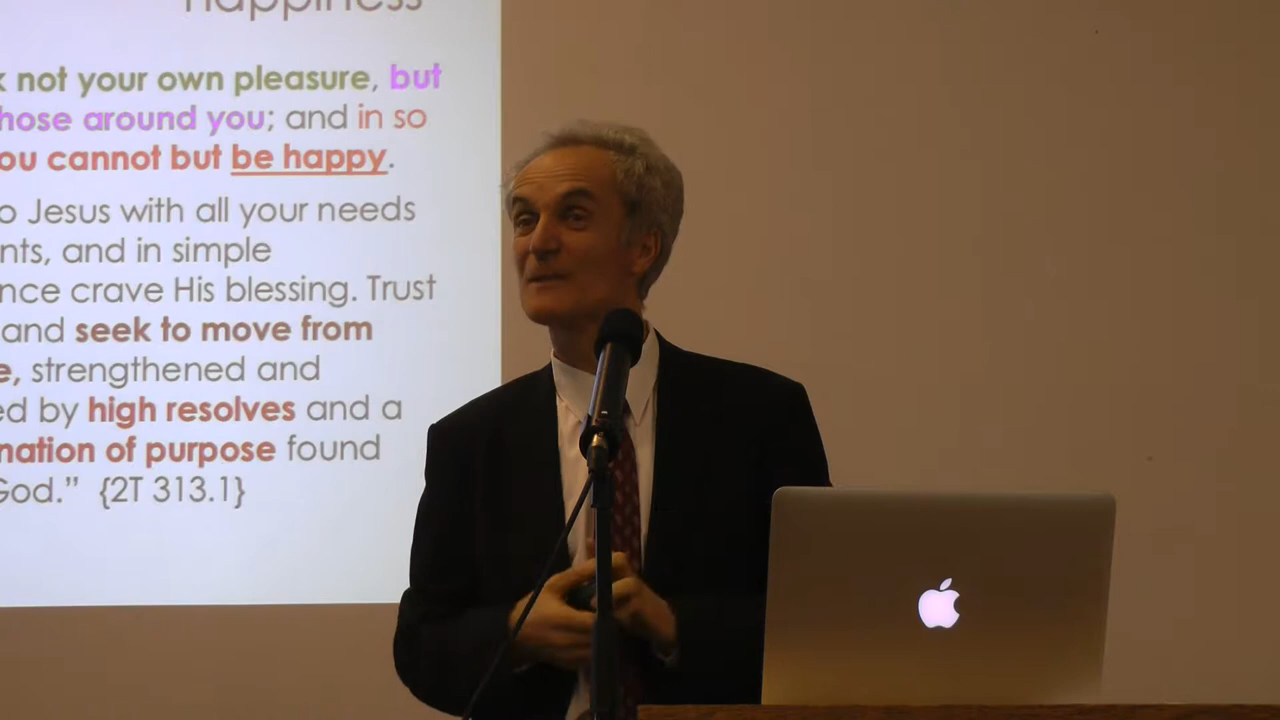 happiness
k not your own pleasure, but
hose around you; and in so
ou cannot but be happy.
o Jesus with all your needs
nts, and in simple
nce crave His blessing. Trust
and seek to move from
e, strengthened and
ed by high resolves and a
nation of purpose found
God.” {2T 313.1}